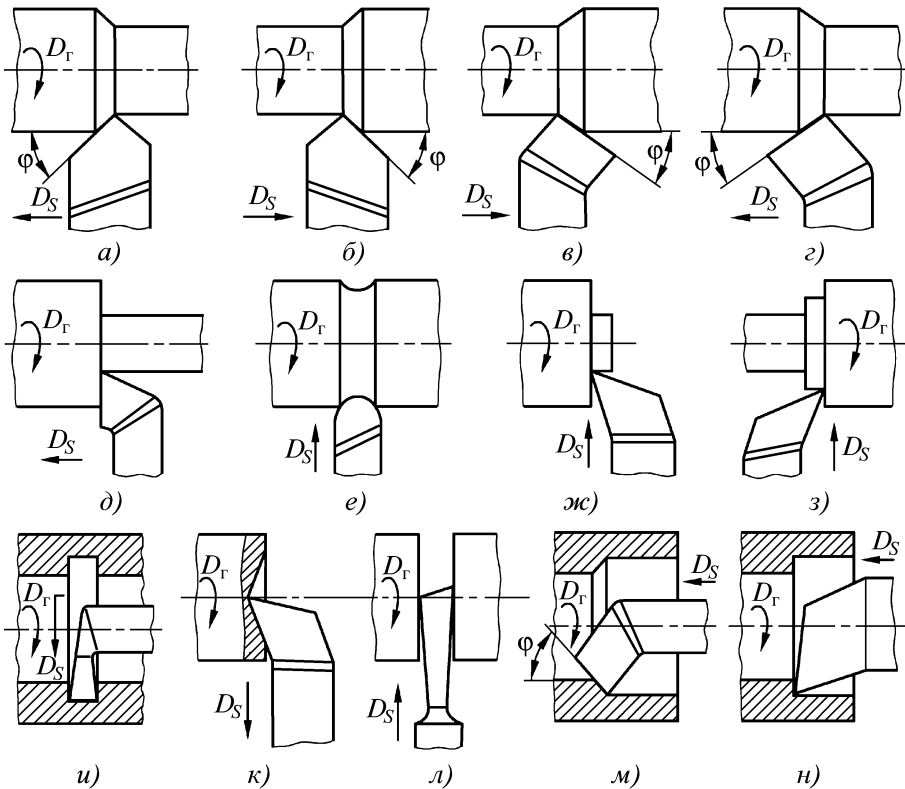 Dг Dг Dг Dг
φ φ φ φ
DS DS DS DS
а) б) в) г)
Dг Dг Dг Dг
DS DS DS DS
д) е) ж) з)
Dг Dг Dг Dг Dг
DS DS DS DS DS
φ
и) к) л) м) н)